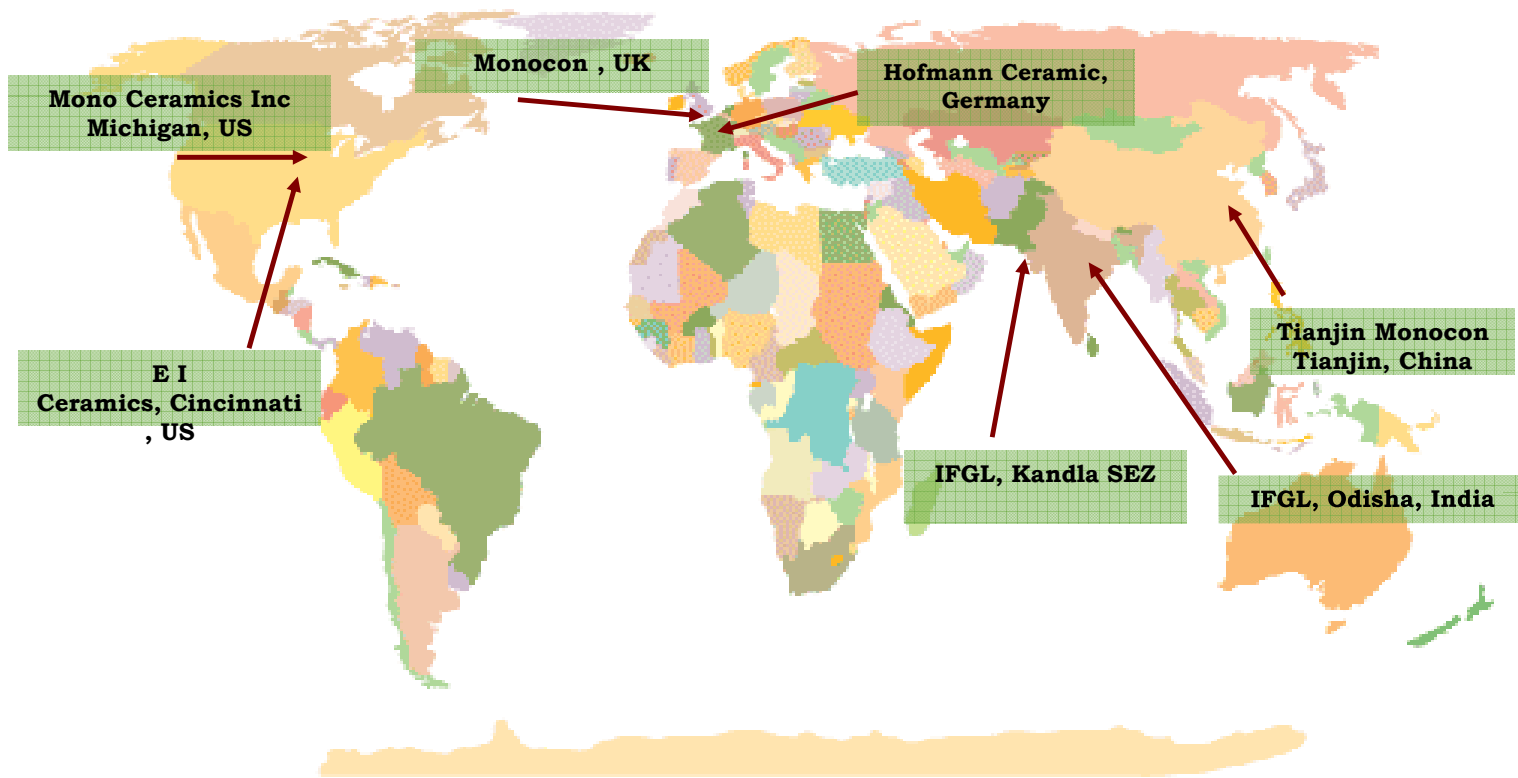 Mono Ceramics Inc
Michigan, US
Monocon , UK
Hofmann Ceramic,
Germany
E I
Ceramics, Cincinnati
, US
Tianjin Monocon
Tianjin, China
IFGL, Kandla SEZ
IFGL, Odisha, India